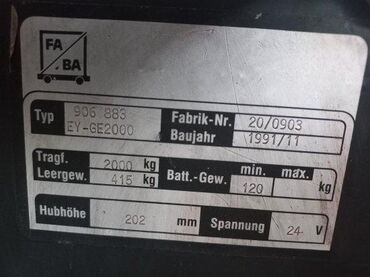 FA
BA
Typ 906 883 Fabrik-Nr. 20/0903
EY-GE2000 Baujahr 1991/11
Tragf. 2000 kg min. max.
Leergew. 415 kg Batt.-Gew. 120 kg
Hubhöhe 202 mm Spannung 24 V